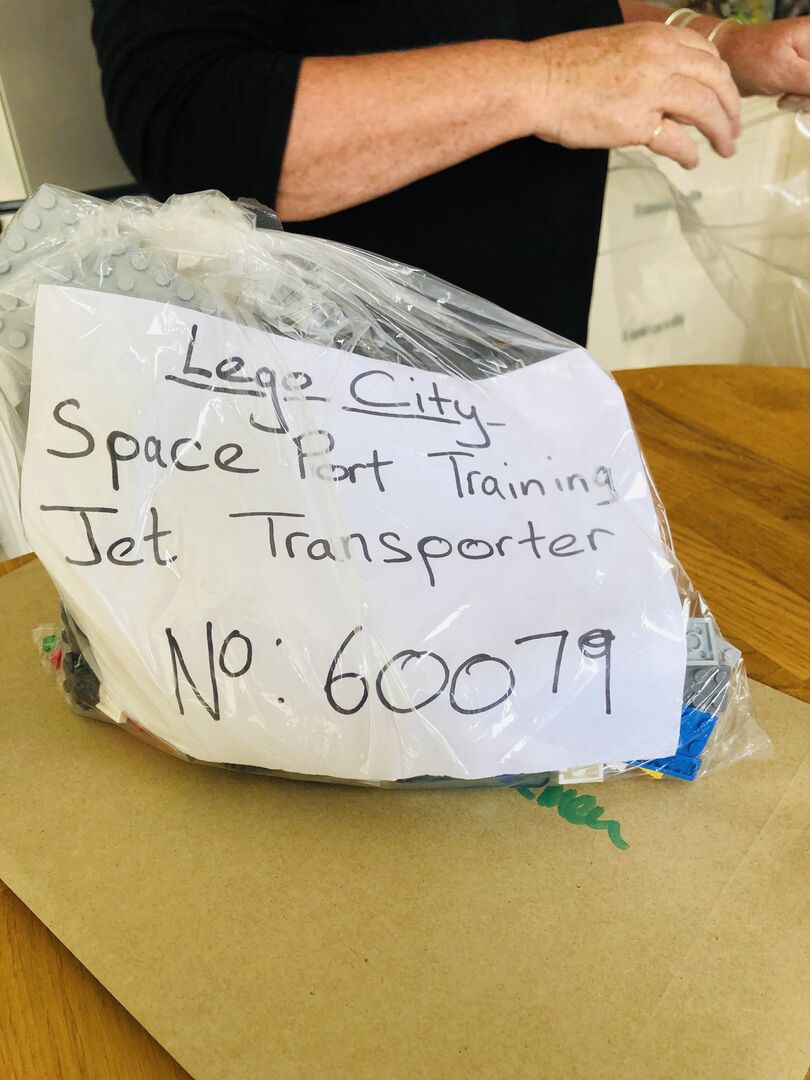 Lego City
Space Port Training
Jet Transporter
No: 60079